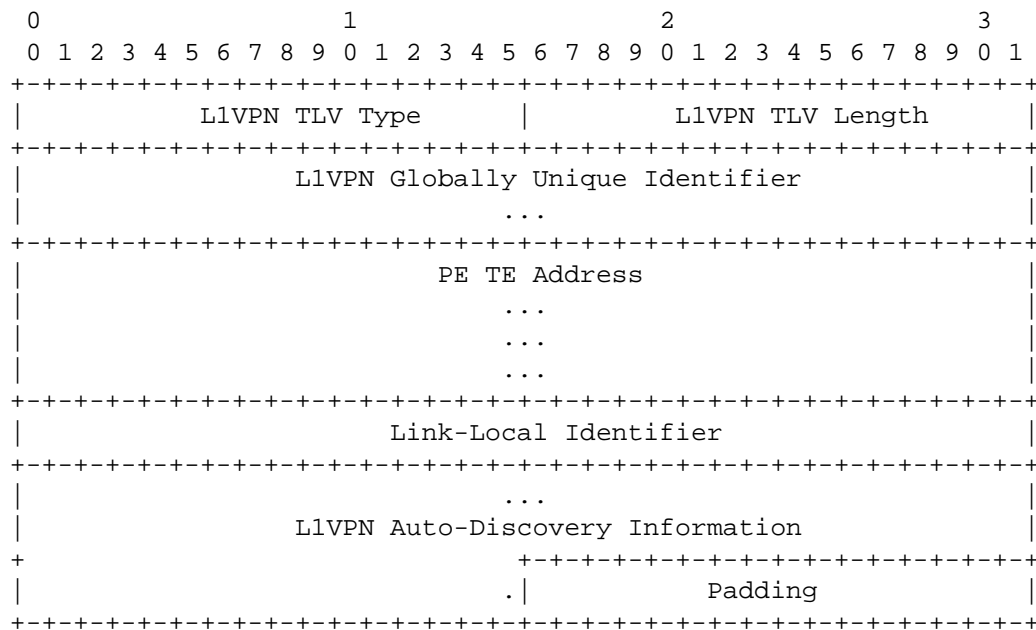 0                   1                   2                   3
 0 1 2 3 4 5 6 7 8 9 0 1 2 3 4 5 6 7 8 9 0 1 2 3 4 5 6 7 8 9 0 1
+-+-+-+-+-+-+-+-+-+-+-+-+-+-+-+-+-+-+-+-+-+-+-+-+-+-+-+-+-+-+-+-+
|           L1VPN TLV Type      |         L1VPN TLV Length      |
+-+-+-+-+-+-+-+-+-+-+-+-+-+-+-+-+-+-+-+-+-+-+-+-+-+-+-+-+-+-+-+-+
|                 L1VPN Globally Unique Identifier              |
|                              ...                              |
+-+-+-+-+-+-+-+-+-+-+-+-+-+-+-+-+-+-+-+-+-+-+-+-+-+-+-+-+-+-+-+-+
|                          PE TE Address                        |
|                              ...                              |
|                              ...                              |
|                              ...                              |
+-+-+-+-+-+-+-+-+-+-+-+-+-+-+-+-+-+-+-+-+-+-+-+-+-+-+-+-+-+-+-+-+
|                       Link-Local Identifier                   |
+-+-+-+-+-+-+-+-+-+-+-+-+-+-+-+-+-+-+-+-+-+-+-+-+-+-+-+-+-+-+-+-+
|                              ...                              |
|                 L1VPN Auto-Discovery Information              |
+                               +-+-+-+-+-+-+-+-+-+-+-+-+-+-+-+-+
|                              .|           Padding             |
+-+-+-+-+-+-+-+-+-+-+-+-+-+-+-+-+-+-+-+-+-+-+-+-+-+-+-+-+-+-+-+-+